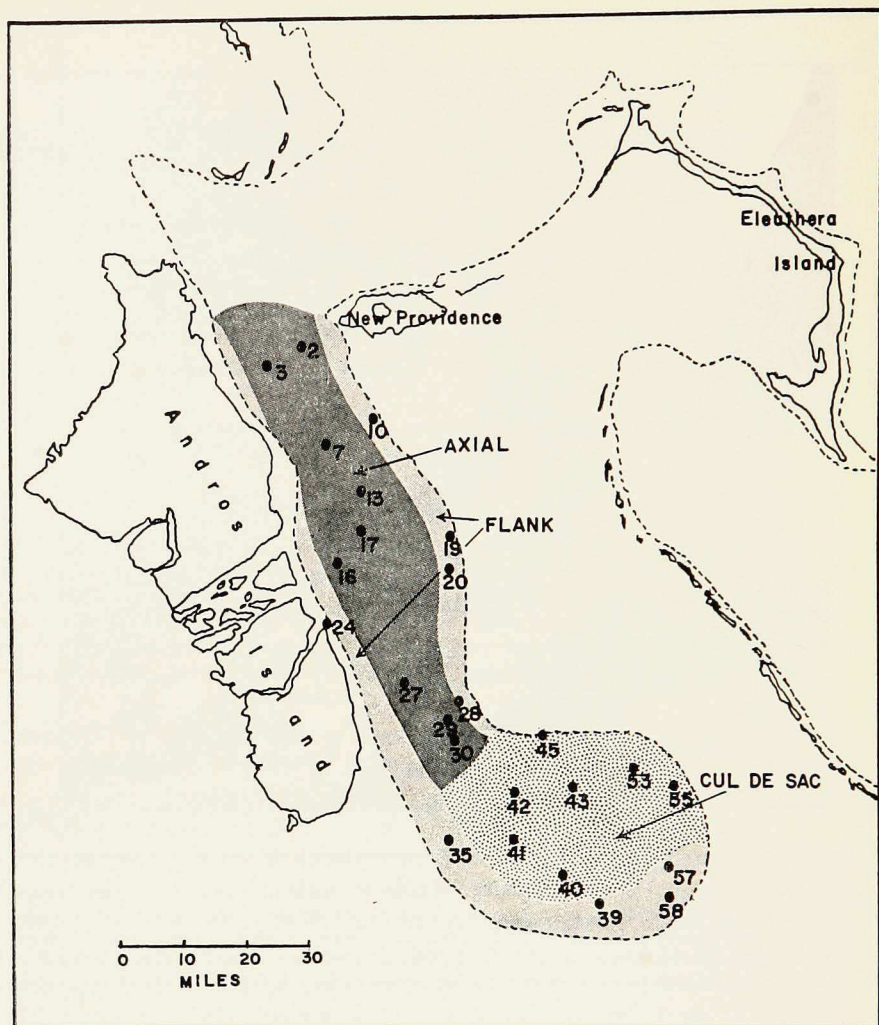 Eleuthera
Island
New Providence
2
3
10
7
AXIAL
13
FLANK
17
19
16
20
Andros
Island
24
27
28
29
30
45
53
CUL DE SAC
42
43
55
35
41
57
40
39
58
0 10 20 30
MILES